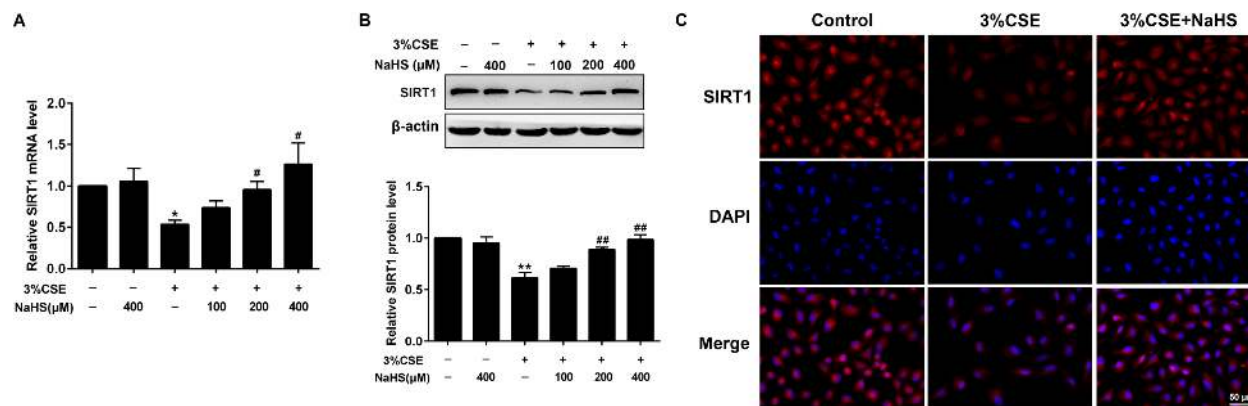 A
Relative SIRT1 mRNA level
2.0
1.5
1.0
0.5
0.0
*
#
#
3%CSE – – + + + +
NaHS(μM) – 400 – 100 200 400
B
3%CSE – – + + + +
NaHS (μM) – 400 – 100 200 400
SIRT1
β-actin
Relative SIRT1 protein level
1.5
1.0
0.5
0.0
**
##
##
3%CSE – – + + + +
NaHS(μM) – 400 – 100 200 400
C
Control 3%CSE 3%CSE+NaHS
SIRT1
DAPI
Merge
50 μ